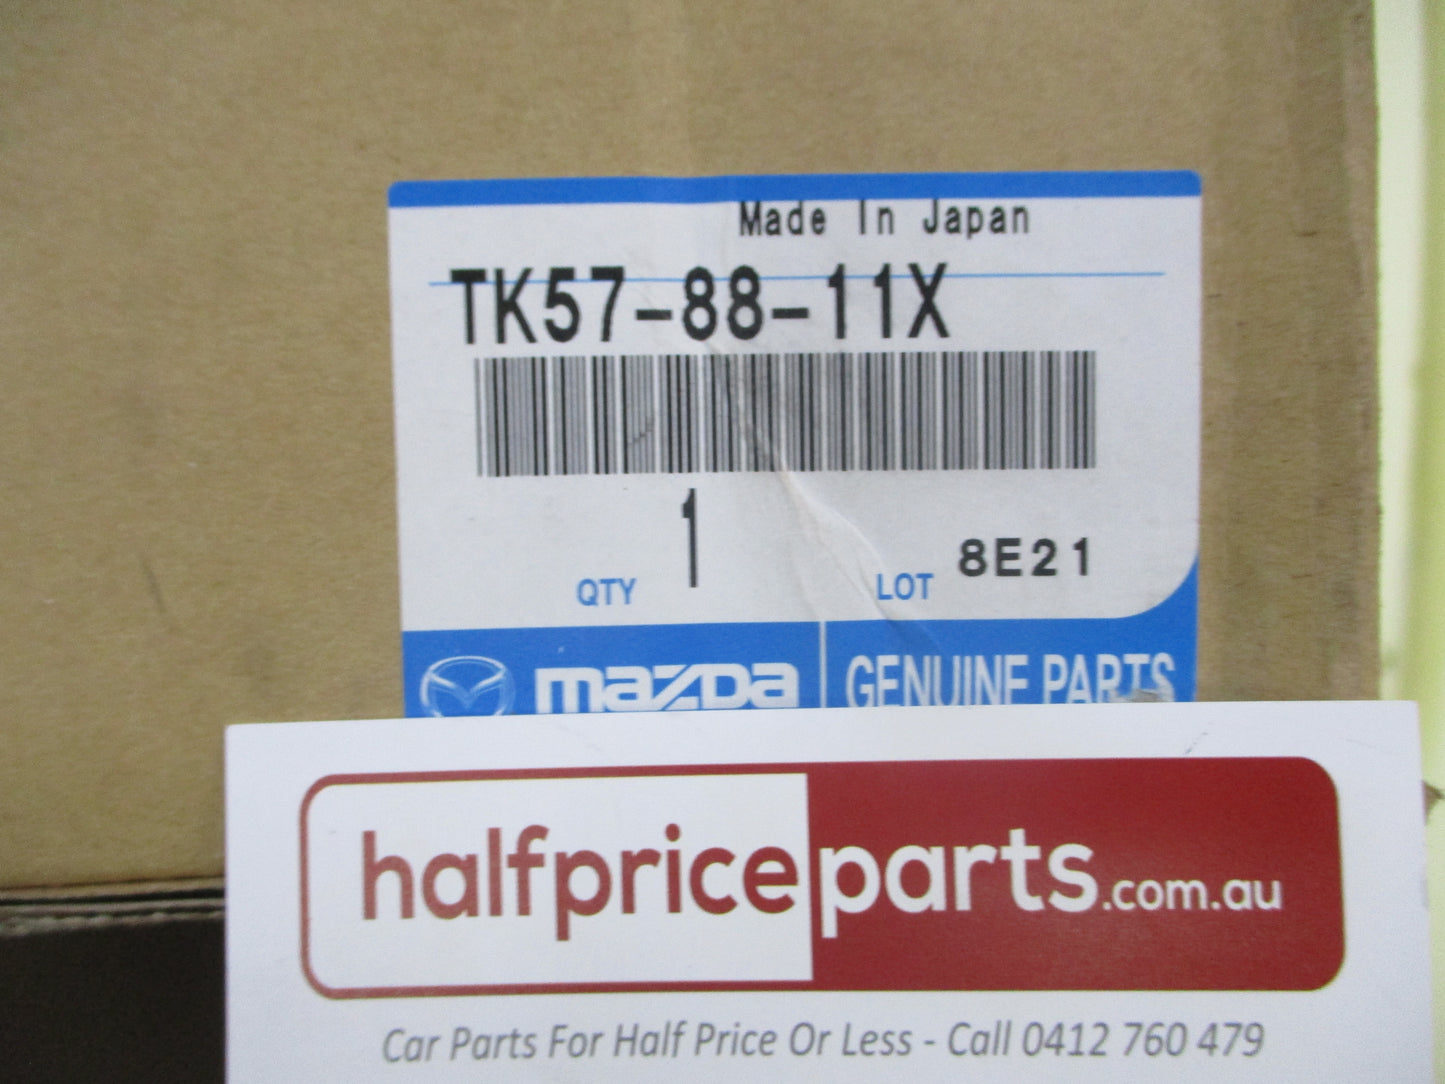 Made In Japan
TK57-88-11X
QTY 1 LOT 8E21
mazda GENUINE PARTS
halfpriceparts.com.au
Car Parts For Half Price Or Less - Call 0412 760 479